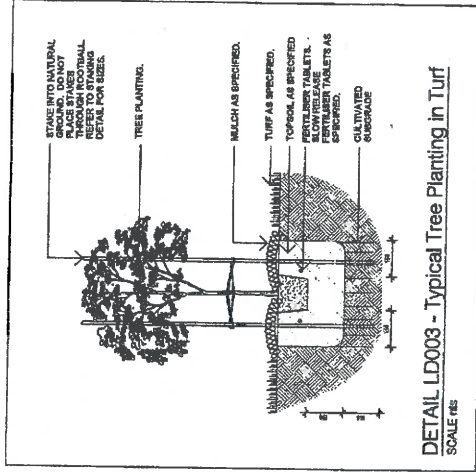 STAKE INTO NATURAL
GROUND. DO NOT
PLACE STAKES
THROUGH ROOTBALL.
REFER TO STAKING
DETAIL FOR SIZES.
TREE PLANTING.
MULCH AS SPECIFIED.
TURF AS SPECIFIED.
TOPSOIL AS SPECIFIED
FERTILISER TABLETS.
SLOW RELEASE
FERTILISER TABLETS AS
SPECIFIED.
CULTIVATED
SUBGRADE
DETAIL LD003 - Typical Tree Planting in Turf
SCALE nts